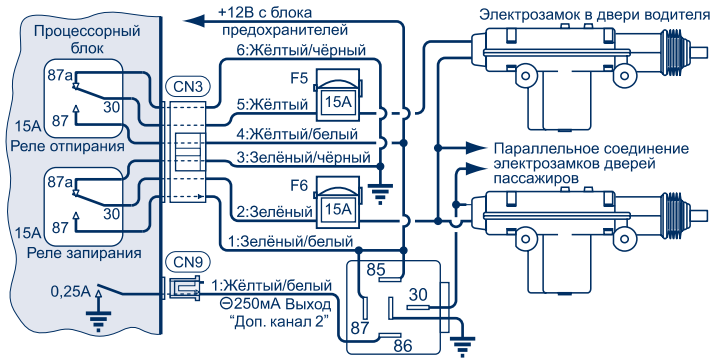 +12В с блока
предохранителей
Электрозамок в двери водителя
Процессорный
блок
6:Жёлтый/чёрный
CN3
F5
87а
30
15А
5:Жёлтый
15А
87
Реле отпирания
4:Жёлтый/белый
Параллельное соединение
электрозамков дверей
пассажиров
3:Зелёный/чёрный
87а
F6
30
87
15А
2:Зелёный
15А
Реле запирания
1:Зелёный/белый
CN9
85
0,25А
1:Жёлтый/белый
⊖250мА Выход
“Доп. канал 2”
30
87
86